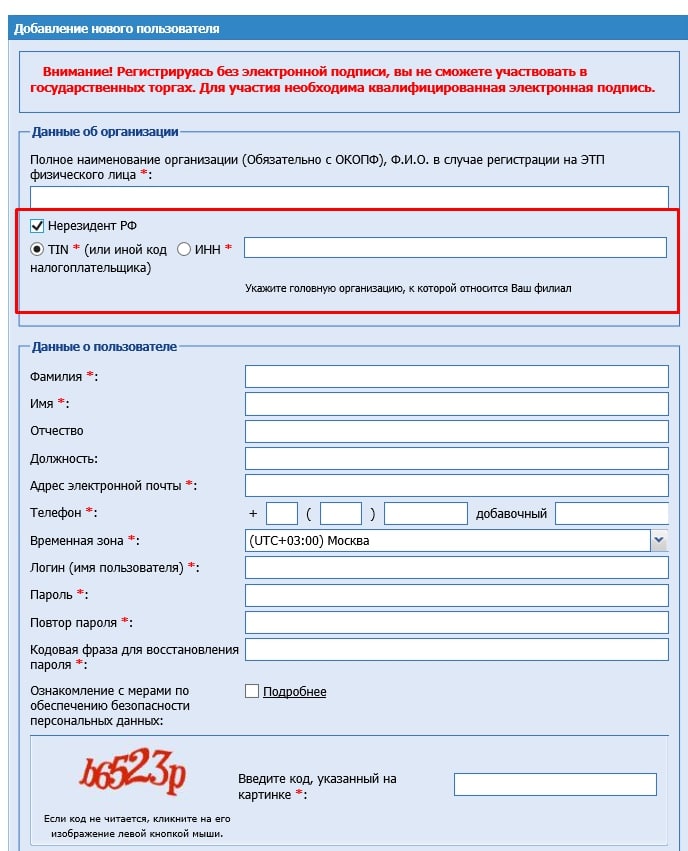 Добавление нового пользователя
Внимание! Регистрируясь без электронной подписи, вы не сможете участвовать в
государственных торгах. Для участия необходима квалифицированная электронная подпись.
Данные об организации
Полное наименование организации (Обязательно с ОКОПФ), Ф.И.О. в случае регистрации на ЭТП
физического лица *:
Нерезидент РФ
TIN * (или иной код ИНН *
налогоплательщика)
Укажите головную организацию, к которой относится Ваш филиал
Данные о пользователе
Фамилия *:
Имя *:
Отчество
Должность:
Адрес электронной почты *:
Телефон *: + ( ) добавочный
Временная зона *: (UTC+03:00) Москва
Логин (имя пользователя) *:
Пароль *:
Повтор пароля *:
Кодовая фраза для восстановления
пароля *:
Ознакомление с мерами по Подробнее
обеспечению безопасности
персональных данных:
b6523p
Введите код, указанный на
картинке *:
Если код не читается, кликните на его
изображение левой кнопкой мыши.